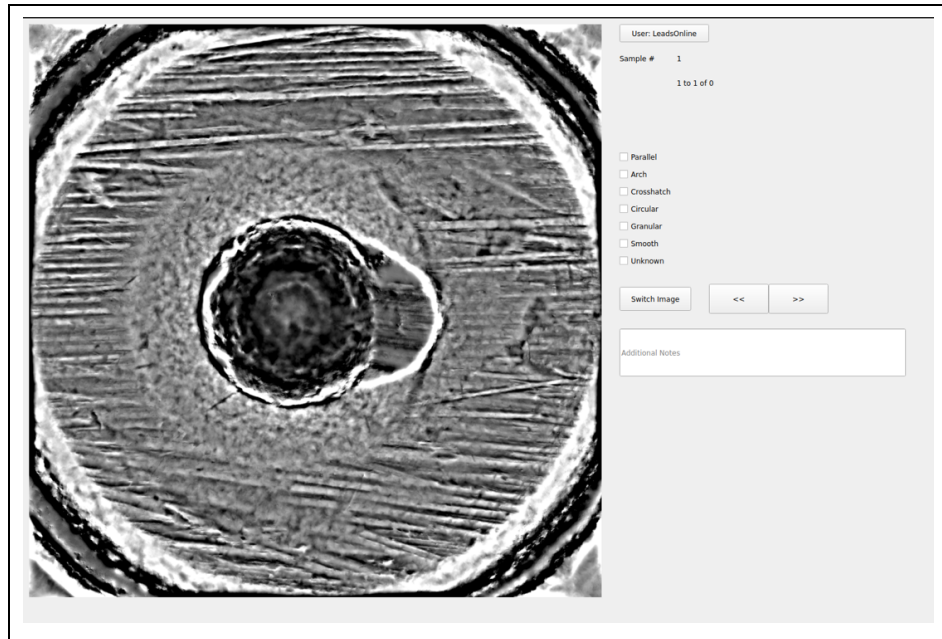 User: LeadsOnline
Sample # 1
1 to 1 of 0
Parallel
Arch
Crosshatch
Circular
Granular
Smooth
Unknown
Switch Image << >>
Additional Notes